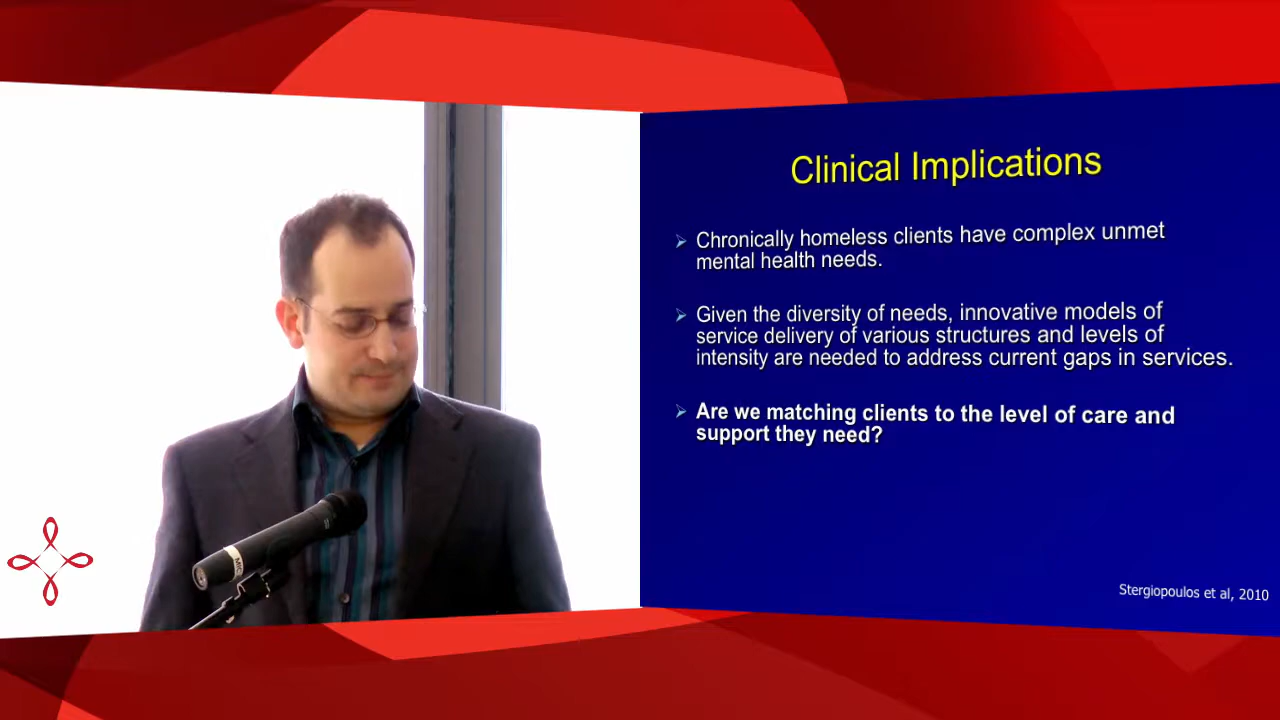 Clinical Implications
Chronically homeless clients have complex unmet
mental health needs.
Given the diversity of needs, innovative models of
service delivery of various structures and levels of
intensity are needed to address current gaps in services.
Are we matching clients to the level of care and
support they need?
Stergiopoulos et al, 2010
MIC